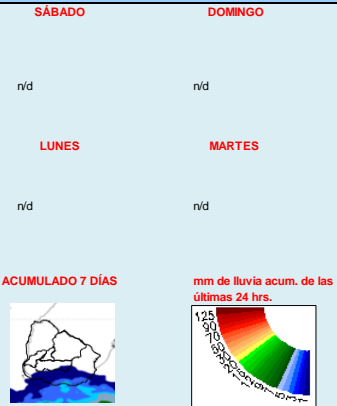 SÁBADO DOMINGO
n/d n/d
LUNES MARTES
n/d n/d
ACUMULADO 7 DÍAS
mm de lluvia acum. de las
últimas 24 hrs.
125
90
70